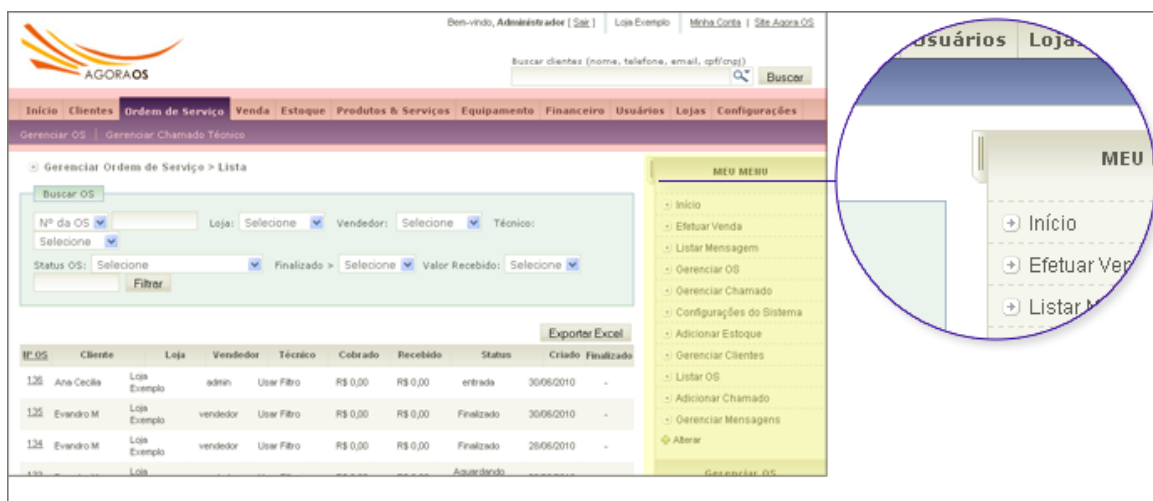 Bem-vindo, Administrador [ Sair ] Loja Exemplo Minha Conta | Site Agora OS
AGORAOS
Buscar clientes (nome, telefone, email, cpf/cnpj)
Buscar
Início Clientes Ordem de Serviço Venda Estoque Produtos & Serviços Equipamento Financeiro Usuários Lojas Configurações
Gerenciar OS | Gerenciar Chamado Técnico
Gerenciar Ordem de Serviço > Lista
Buscar OS
Nº da OS Loja: Selecione Vendedor: Selecione Técnico:
Selecione
Status OS: Selecione Finalizado > Selecione Valor Recebido: Selecione
Filtrar
Exportar Excel
Nº OS Cliente Loja Vendedor Técnico Cobrado Recebido Status Criado Finalizado
136 Ana Cecilia Loja Exemplo admin Usar Filtro R$ 0,00 R$ 0,00 entrada 30/06/2010 -
135 Evandro M Loja Exemplo vendedor Usar Filtro R$ 0,00 R$ 0,00 Finalizado 30/06/2010 -
134 Evandro M Loja Exemplo vendedor Usar Filtro R$ 0,00 R$ 0,00 Finalizado 28/06/2010 -
Loja Aguardando
MEU MENU
Início
Efetuar Venda
Listar Mensagem
Gerenciar OS
Gerenciar Chamado
Configurações do Sistema
Adicionar Estoque
Gerenciar Clientes
Listar OS
Adicionar Chamado
Gerenciar Mensagens
Alterar
Gerenciar OS
suários Loja
MEU
Início
Efetuar Ver
Listar M